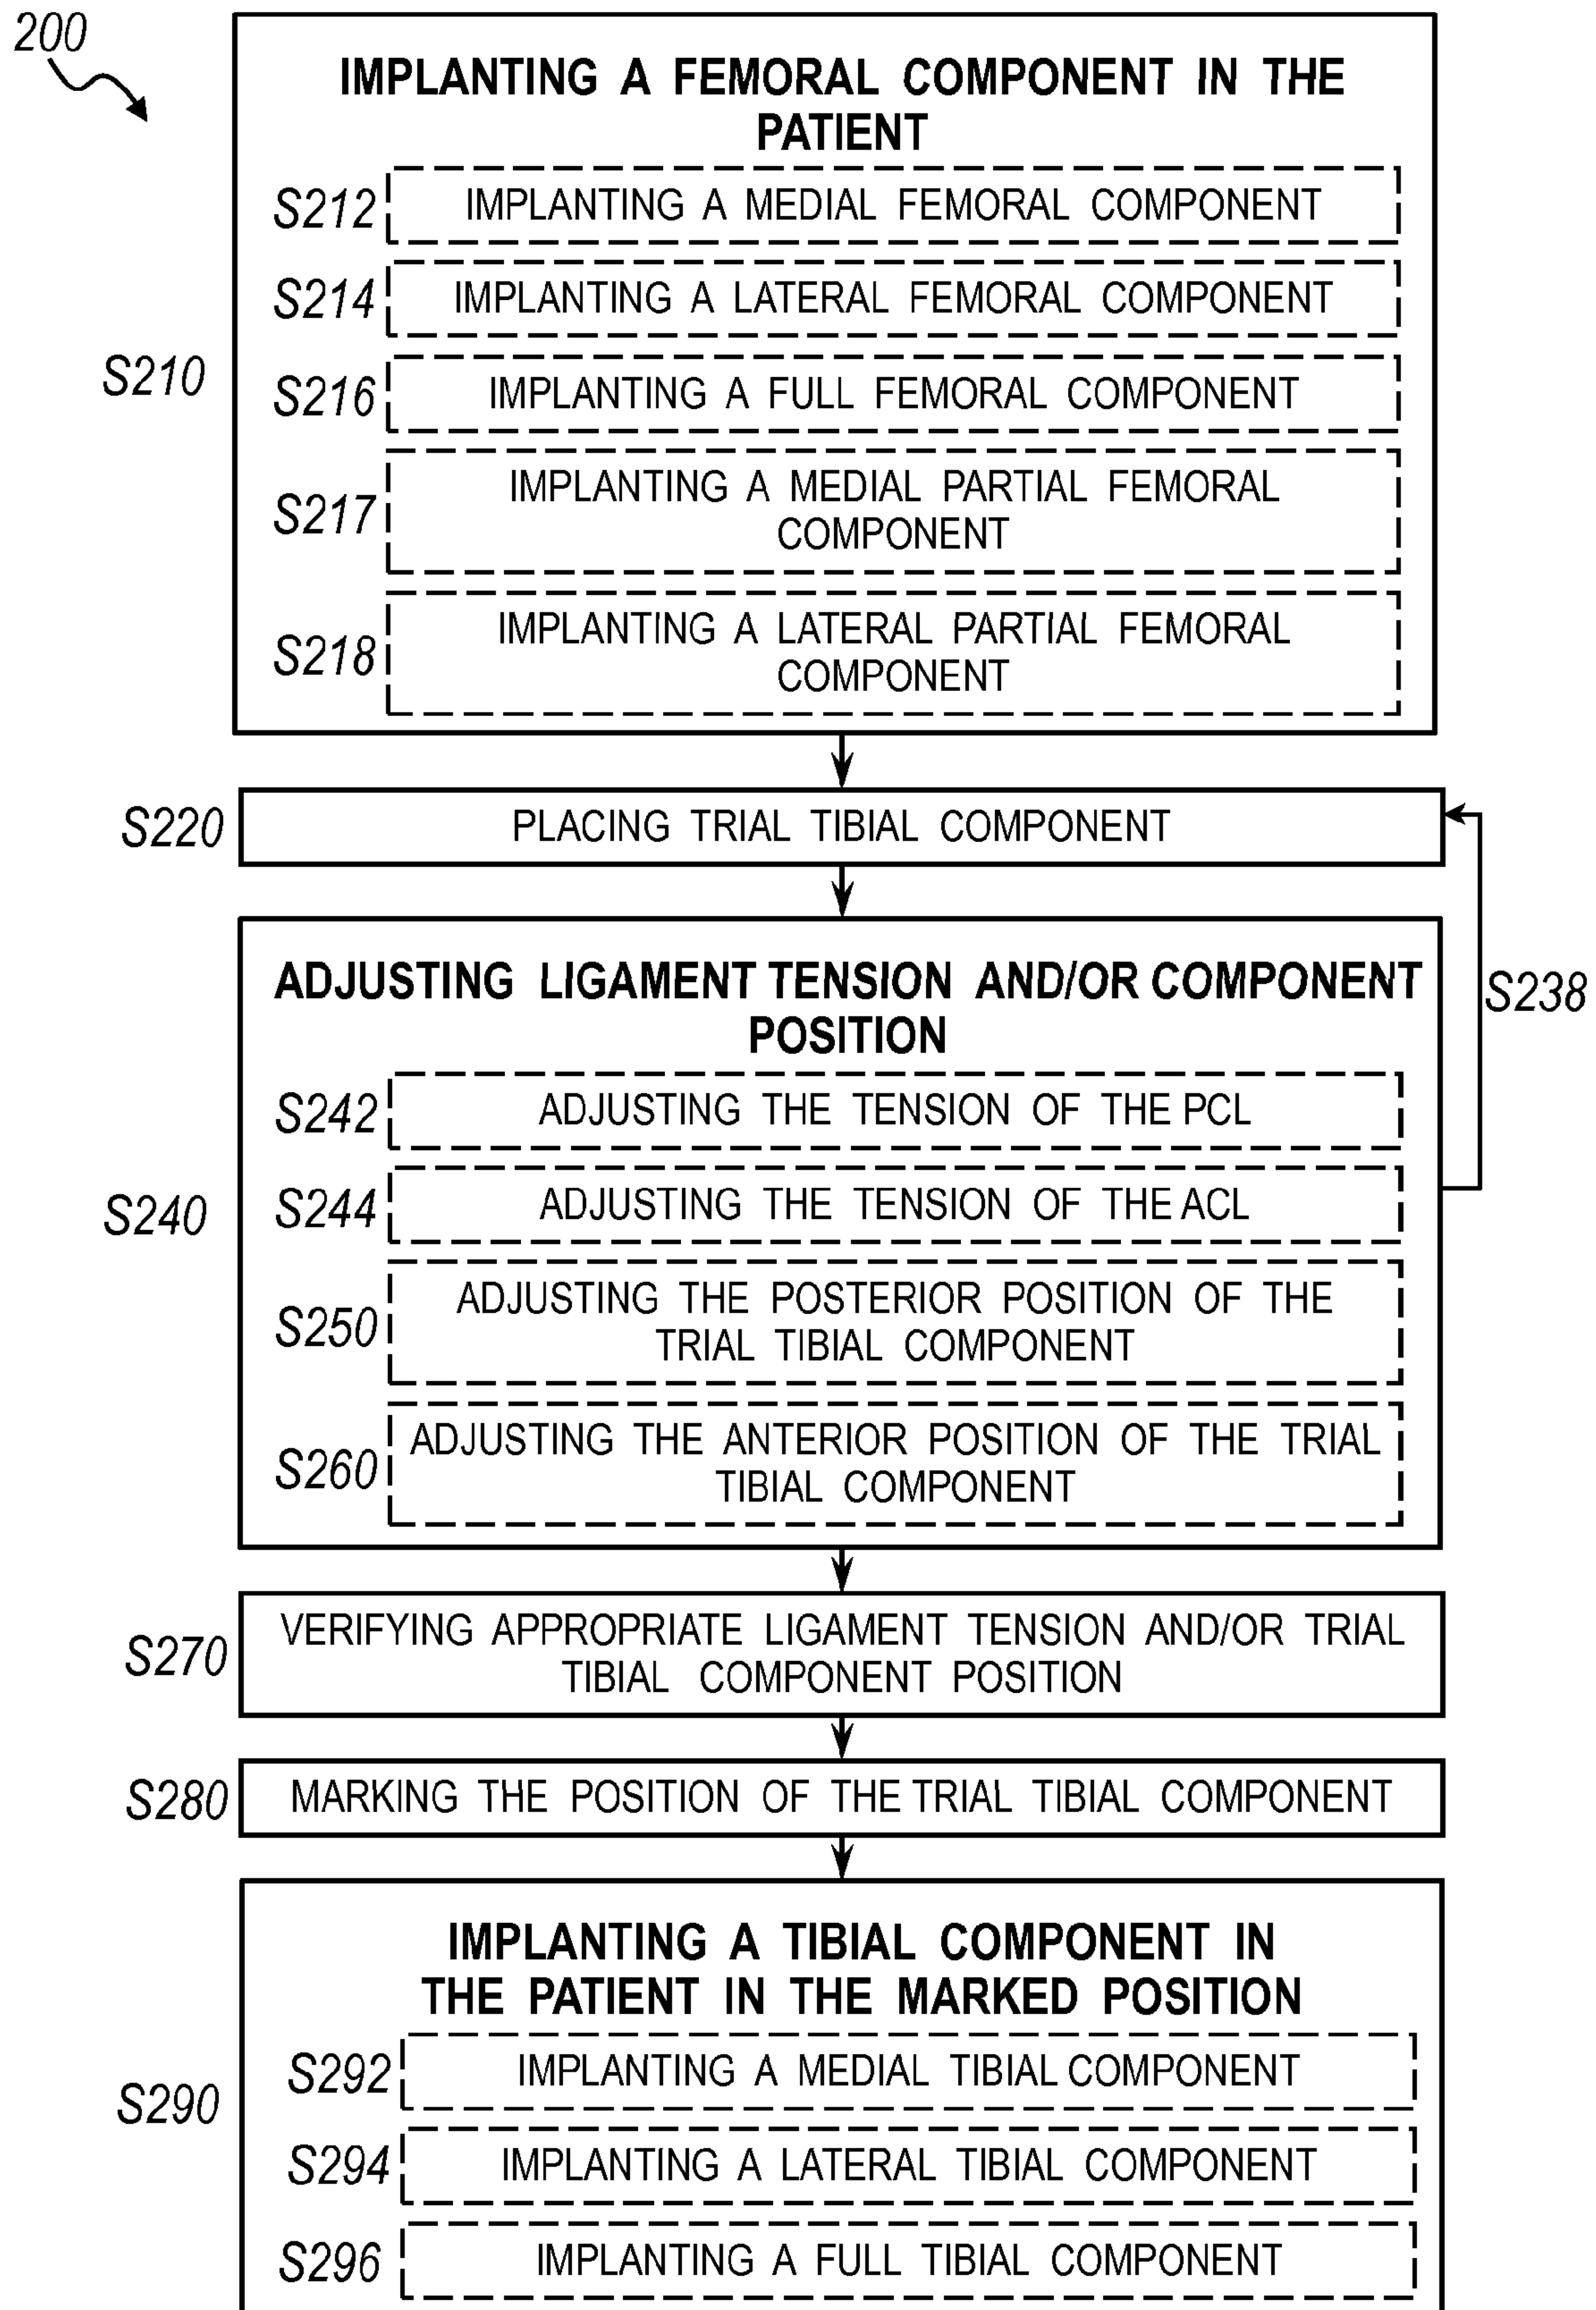 200
IMPLANTING A FEMORAL COMPONENT IN THE
PATIENT
S210
S212 IMPLANTING A MEDIAL FEMORAL COMPONENT
S214 IMPLANTING A LATERAL FEMORAL COMPONENT
S216 IMPLANTING A FULL FEMORAL COMPONENT
S217 IMPLANTING A MEDIAL PARTIAL FEMORAL
COMPONENT
S218 IMPLANTING A LATERAL PARTIAL FEMORAL
COMPONENT
S220 PLACING TRIAL TIBIAL COMPONENT
S238
ADJUSTING LIGAMENT TENSION AND/OR COMPONENT
POSITION
S240
S242 ADJUSTING THE TENSION OF THE PCL
S244 ADJUSTING THE TENSION OF THE ACL
S250 ADJUSTING THE POSTERIOR POSITION OF THE
TRIAL TIBIAL COMPONENT
S260 ADJUSTING THE ANTERIOR POSITION OF THE TRIAL
TIBIAL COMPONENT
S270 VERIFYING APPROPRIATE LIGAMENT TENSION AND/OR TRIAL
TIBIAL COMPONENT POSITION
S280 MARKING THE POSITION OF THE TRIAL TIBIAL COMPONENT
IMPLANTING A TIBIAL COMPONENT IN
THE PATIENT IN THE MARKED POSITION
S290
S292 IMPLANTING A MEDIAL TIBIAL COMPONENT
S294 IMPLANTING A LATERAL TIBIAL COMPONENT
S296 IMPLANTING A FULL TIBIAL COMPONENT